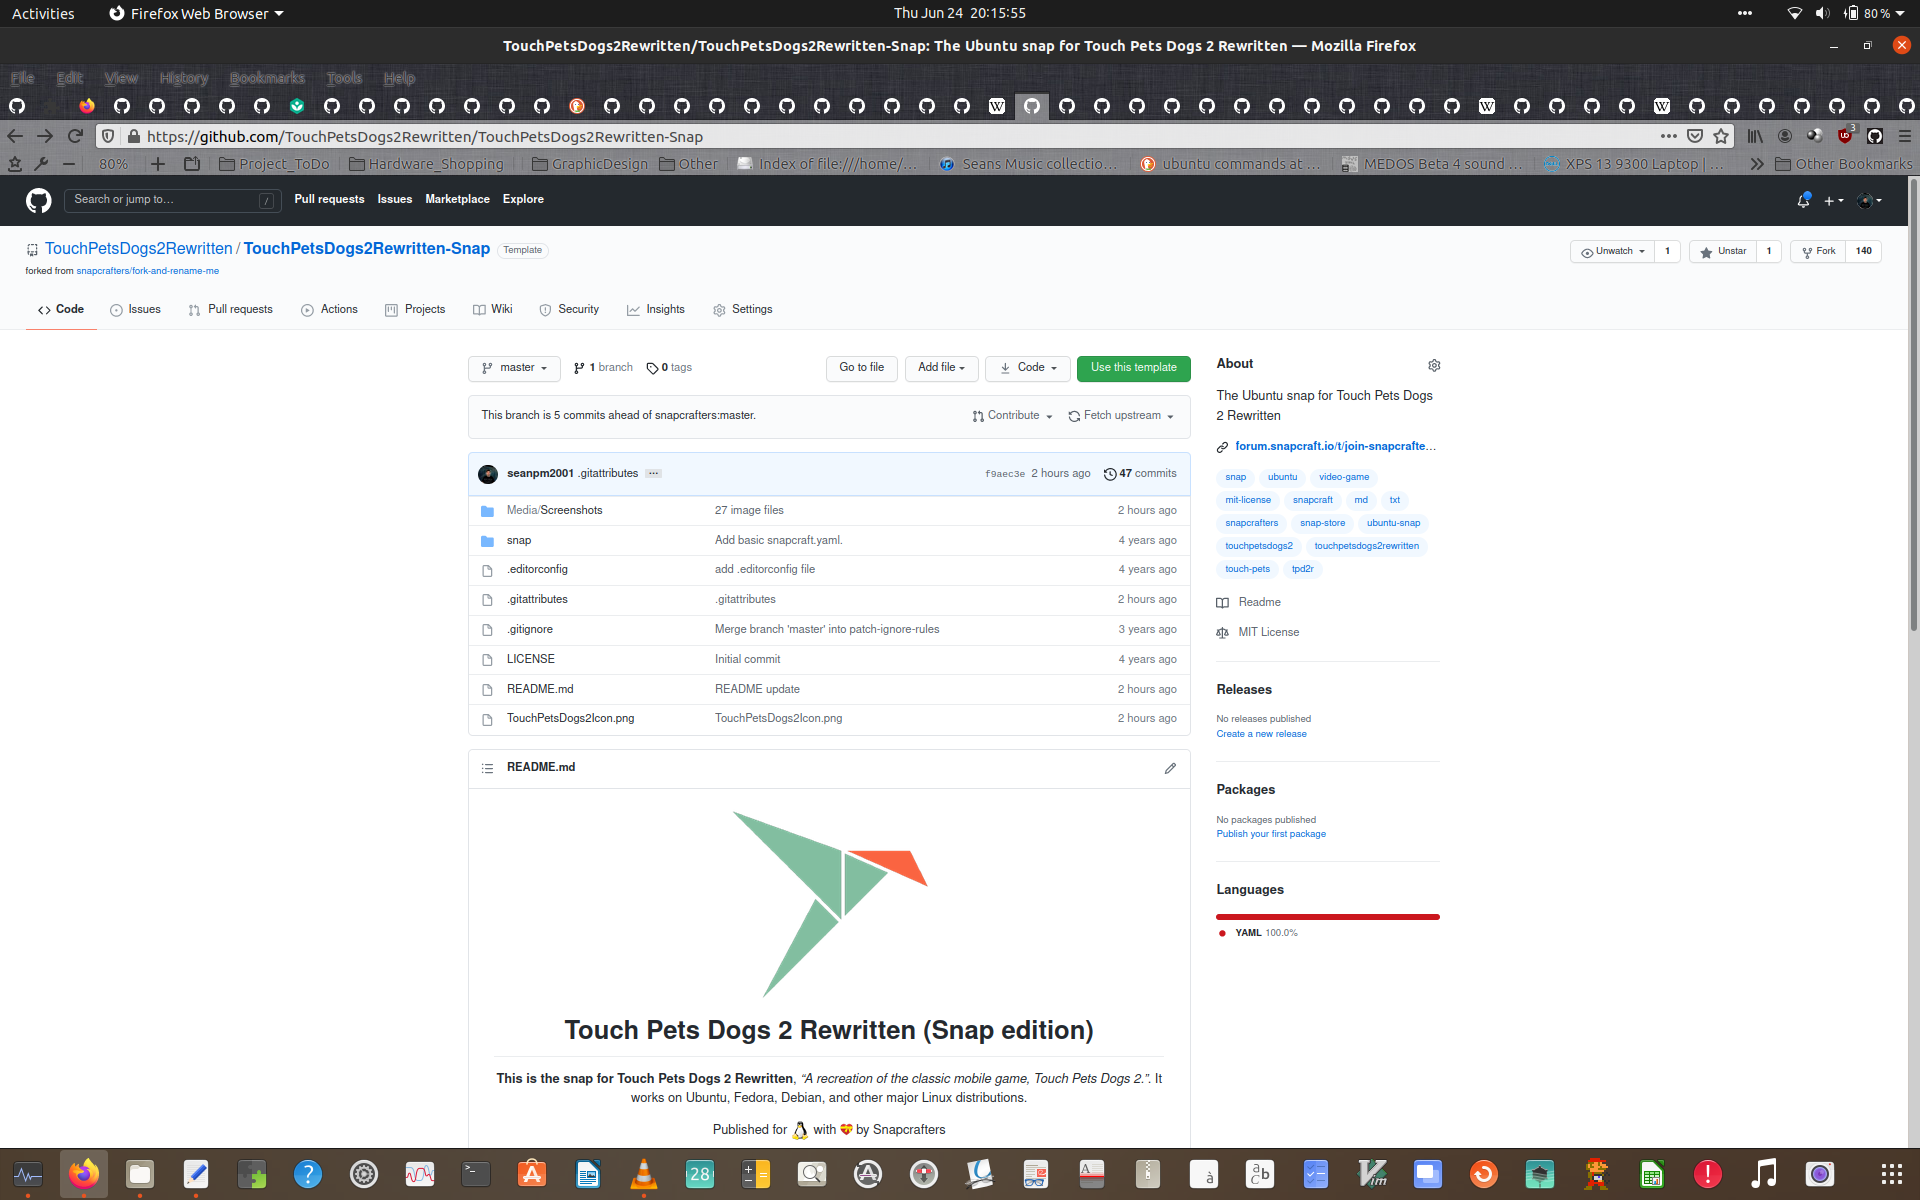 Activities Firefox Web Browser Thu Jun 24 20:15:55 80 %
TouchPetsDogs2Rewritten/TouchPetsDogs2Rewritten-Snap: The Ubuntu snap for Touch Pets Dogs 2 Rewritten — Mozilla Firefox
File Edit View History Bookmarks Tools Help
https://github.com/TouchPetsDogs2Rewritten/TouchPetsDogs2Rewritten-Snap 3
80% Project_ToDo Hardware_Shopping GraphicDesign Other Index of file:///home/... Seans Music collectio... ubuntu commands at ... MEDOS Beta 4 sound ... XPS 13 9300 Laptop | ... Other Bookmarks
Search or jump to... / Pull requests Issues Marketplace Explore
TouchPetsDogs2Rewritten / TouchPetsDogs2Rewritten-Snap Template Unwatch 1 Unstar 1 Fork 140
forked from snapcrafters/fork-and-rename-me
Code Issues Pull requests Actions Projects Wiki Security Insights Settings
master 1 branch 0 tags Go to file Add file Code Use this template
This branch is 5 commits ahead of snapcrafters:master. Contribute Fetch upstream
seanpm2001 .gitattributes ... f9aec3e 2 hours ago 47 commits
Media/Screenshots 27 image files 2 hours ago
snap Add basic snapcraft.yaml. 4 years ago
.editorconfig add .editorconfig file 4 years ago
.gitattributes .gitattributes 2 hours ago
.gitignore Merge branch 'master' into patch-ignore-rules 3 years ago
LICENSE Initial commit 4 years ago
README.md README update 2 hours ago
TouchPetsDogs2Icon.png TouchPetsDogs2Icon.png 2 hours ago
README.md
Touch Pets Dogs 2 Rewritten (Snap edition)
This is the snap for Touch Pets Dogs 2 Rewritten, “A recreation of the classic mobile game, Touch Pets Dogs 2.”. It
works on Ubuntu, Fedora, Debian, and other major Linux distributions.
Published for with by Snapcrafters
About
The Ubuntu snap for Touch Pets Dogs
2 Rewritten
forum.snapcraft.io/t/join-snapcrafte...
snap ubuntu video-game
mit-license snapcraft md txt
snapcrafters snap-store ubuntu-snap
touchpetsdogs2 touchpetsdogs2rewritten
touch-pets tpd2r
Readme
MIT License
Releases
No releases published
Create a new release
Packages
No packages published
Publish your first package
Languages
YAML 100.0%
28
Vim